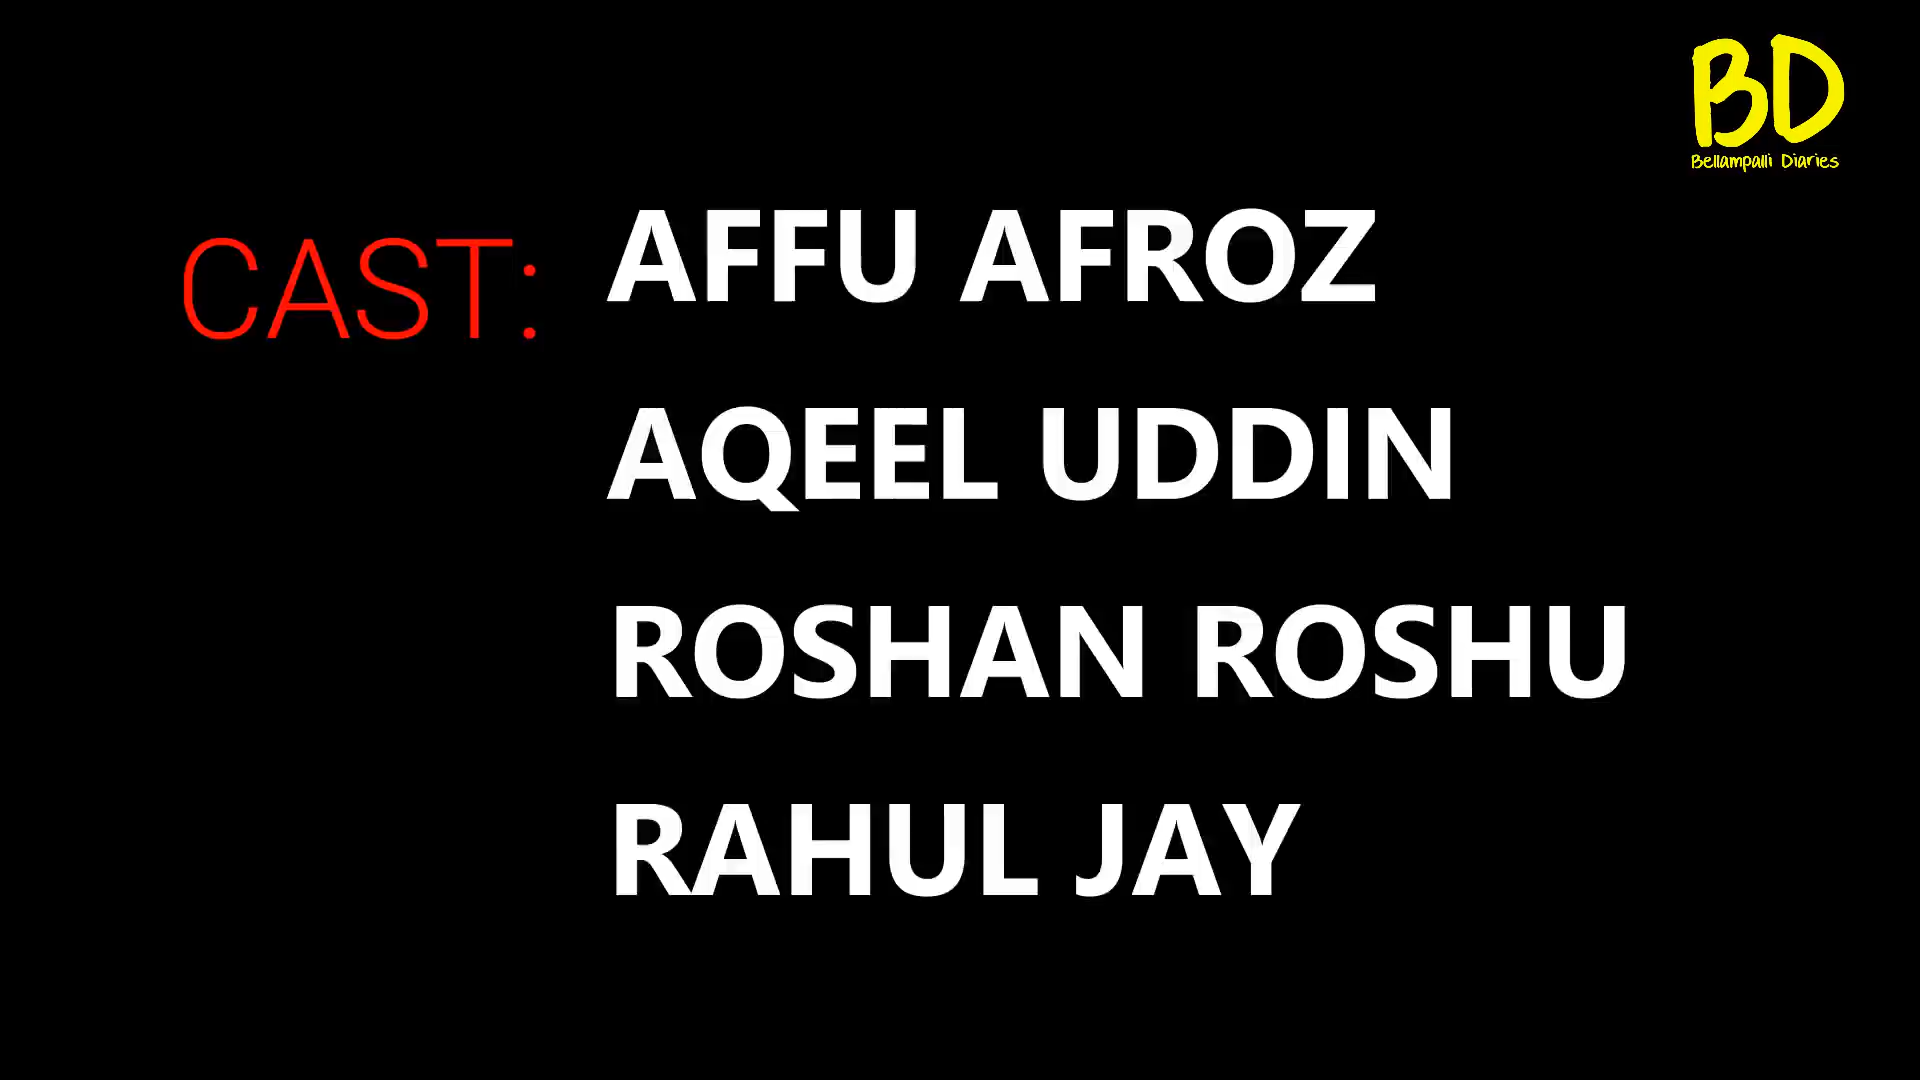 BD
Bellampalli Diaries
CAST: AFFU AFROZ
AQEEL UDDIN
ROSHAN ROSHU
RAHUL JAY